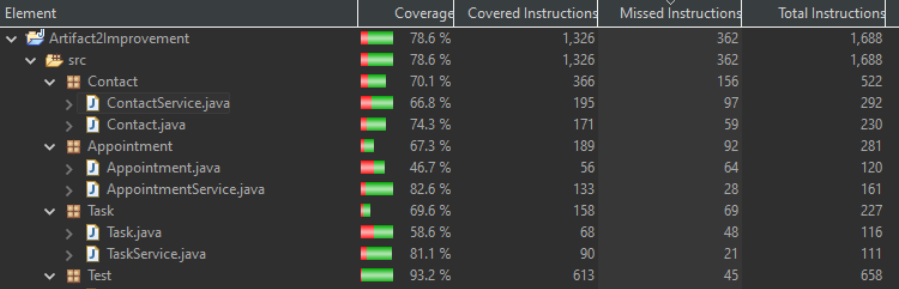 Element Coverage Covered Instructions Missed Instructions Total Instructions
Artifact2Improvement 78.6 % 1,326 362 1,688
src 78.6 % 1,326 362 1,688
Contact 70.1 % 366 156 522
ContactService.java 66.8 % 195 97 292
Contact.java 74.3 % 171 59 230
Appointment 67.3 % 189 92 281
Appointment.java 46.7 % 56 64 120
AppointmentService.java 82.6 % 133 28 161
Task 69.6 % 158 69 227
Task.java 58.6 % 68 48 116
TaskService.java 81.1 % 90 21 111
Test 93.2 % 613 45 658